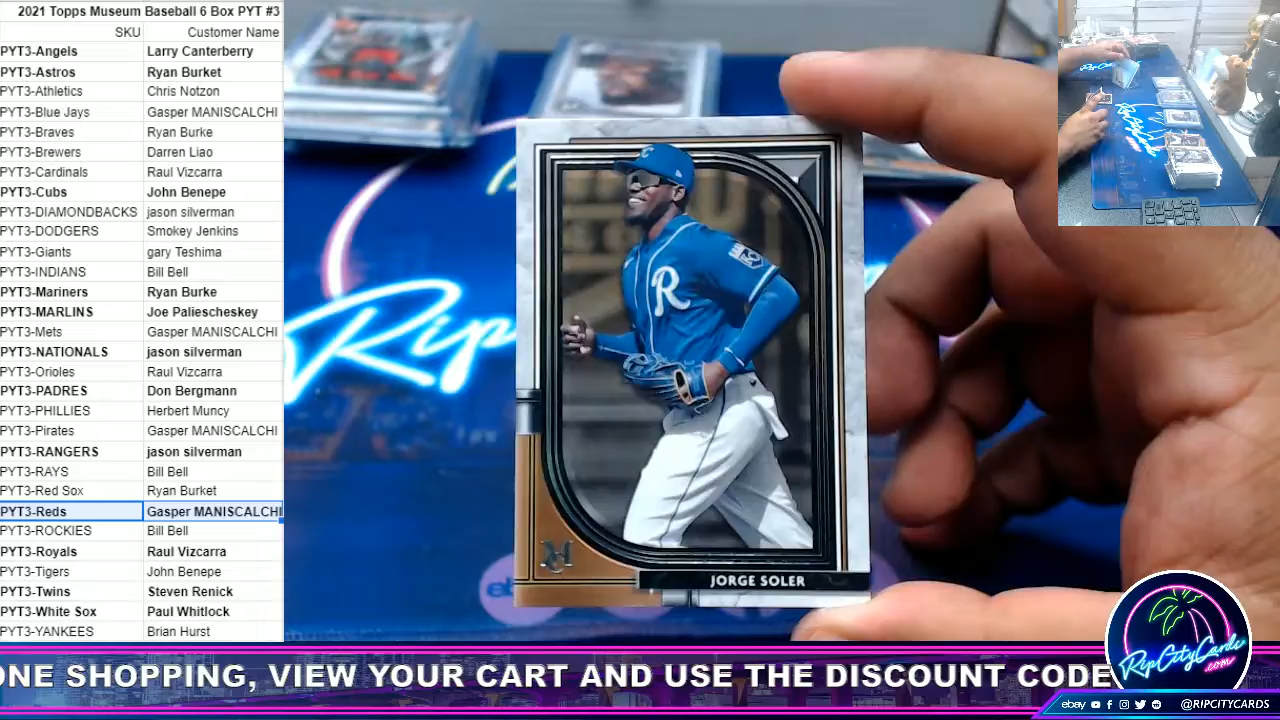 2021 Topps Museum Baseball 6 Box PYT #3
SKU Customer Name
PYT3-Angels Larry Canterberry
PYT3-Astros Ryan Burket
PYT3-Athletics Chris Notzon
PYT3-Blue Jays Gasper MANISCALCHI
PYT3-Braves Ryan Burke
PYT3-Brewers Darren Liao
PYT3-Cardinals Raul Vizcarra
PYT3-Cubs John Benepe
PYT3-DIAMONDBACKS jason silverman
PYT3-DODGERS Smokey Jenkins
PYT3-Giants gary Teshima
PYT3-INDIANS Bill Bell
PYT3-Mariners Ryan Burke
PYT3-MARLINS Joe Paliescheskey
PYT3-Mets Gasper MANISCALCHI
PYT3-NATIONALS jason silverman
PYT3-Orioles Raul Vizcarra
PYT3-PADRES Don Bergmann
PYT3-PHILLIES Herbert Muncy
PYT3-Pirates Gasper MANISCALCHI
PYT3-RANGERS jason silverman
PYT3-RAYS Bill Bell
PYT3-Red Sox Ryan Burket
PYT3-Reds Gasper MANISCALCHI
PYT3-ROCKIES Bill Bell
PYT3-Royals Raul Vizcarra
PYT3-Tigers John Benepe
PYT3-Twins Steven Renick
PYT3-White Sox Paul Whitlock
PYT3-YANKEES Brian Hurst
Rip
R
KC
M
JORGE SOLER
eb
ONE SHOPPING, VIEW YOUR CART AND USE THE DISCOUNT CODE
RipCityCards
.com
ebay @RIPCITYCARDS